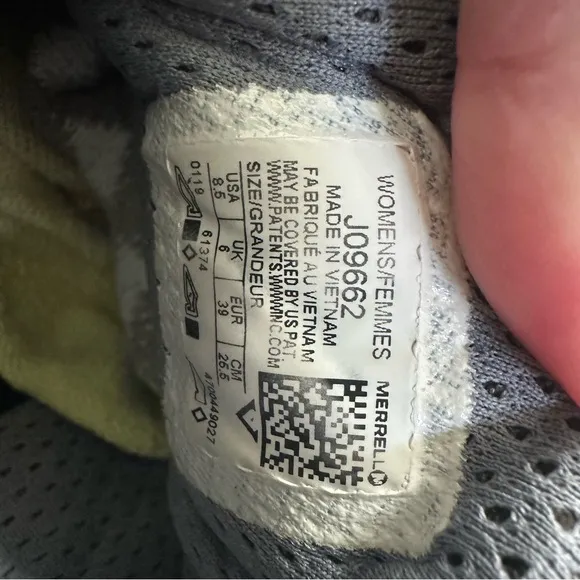 WOMENS/FEMMES MERRELL
J09662
MADE IN VIETNAM
FABRIQUÉ AU VIETNAM
MAY BE COVERED BY US PAT.
WWW.PATENTS.WWWINC.COM
SIZE/GRANDEUR
USA UK EUR CM
8.5 6 39 25.5
0119 61374 4700449027